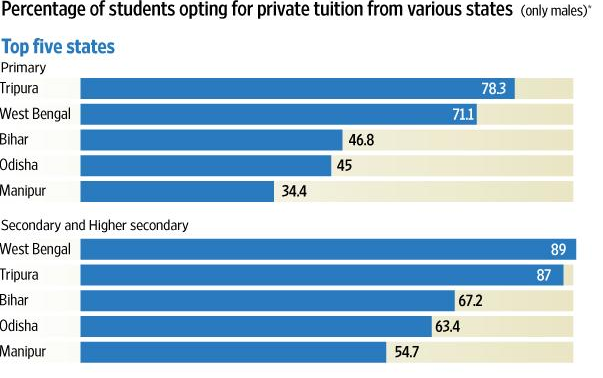 Percentage of students opting for private tuition from various states (only males)*
Top five states
Primary
Tripura 78.3
West Bengal 71.1
Bihar 46.8
Odisha 45
Manipur 34.4
Secondary and Higher secondary
West Bengal 89
Tripura 87
Bihar 67.2
Odisha 63.4
Manipur 54.7